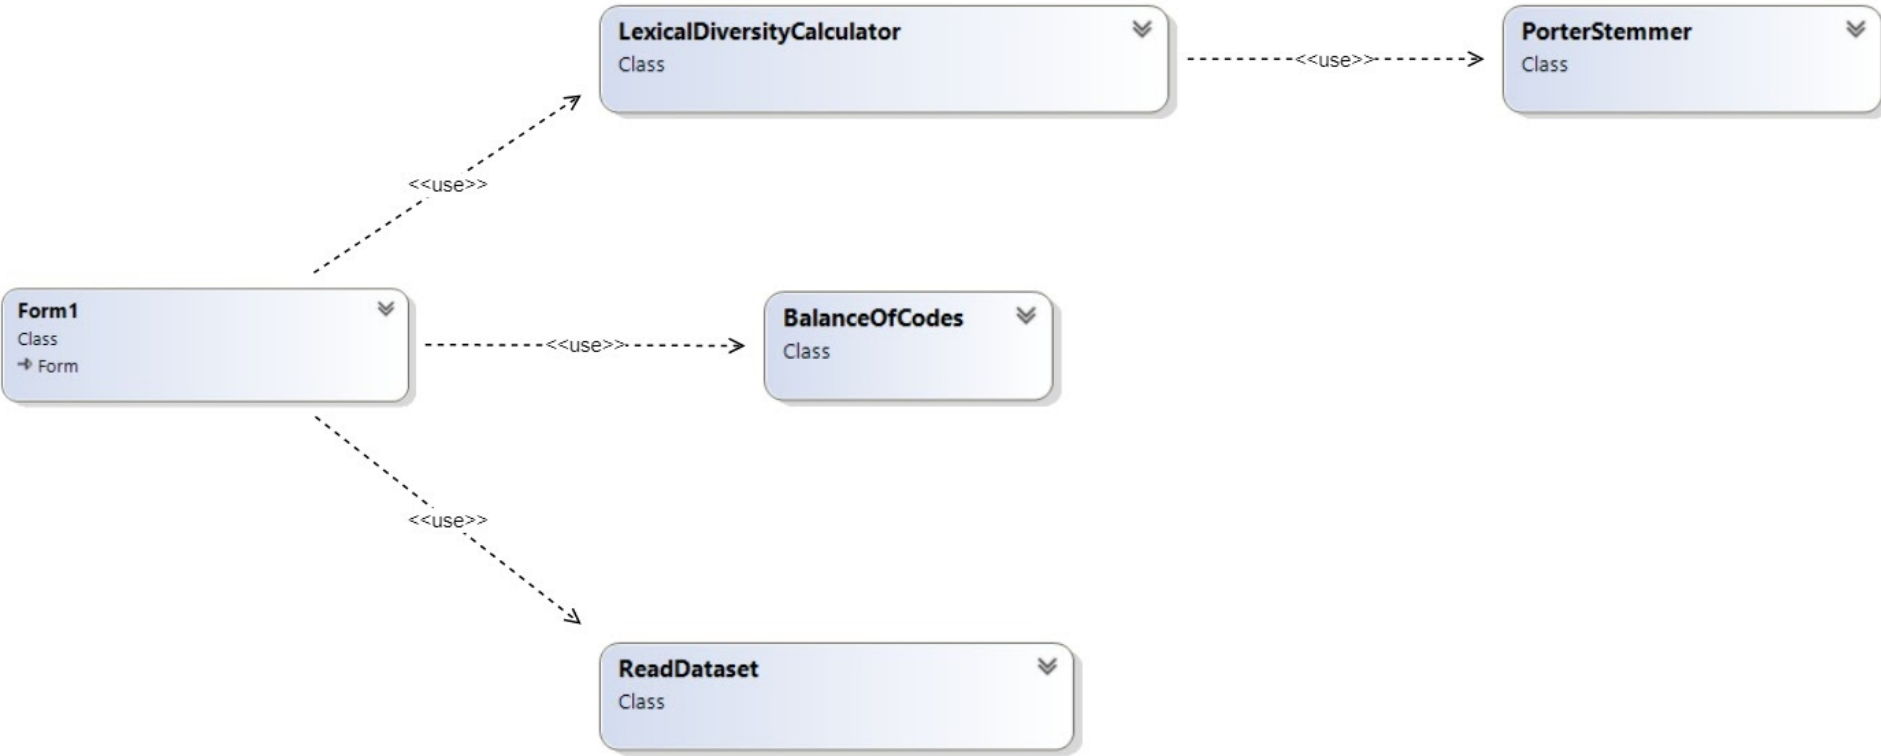 LexicalDiversityCalculator
Class
<<use>>
PorterStemmer
Class
<<use>>
Form1
Class
Form
<<use>>
BalanceOfCodes
Class
<<use>>
ReadDataset
Class